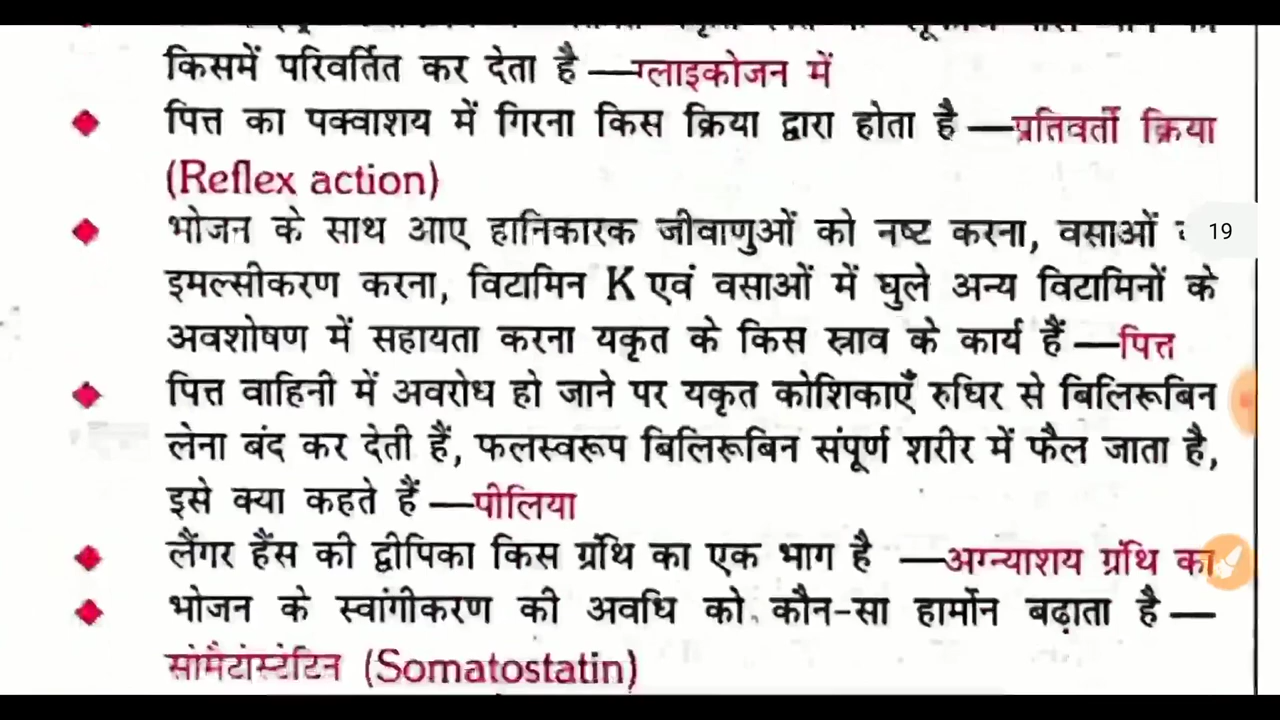 किसमें परिवर्तित कर देता है —ग्लाइकोजन में
◆ पित्त का पक्वाशय में गिरना किस क्रिया द्वारा होता है —प्रतिवर्ती क्रिया
(Reflex action)
◆ भोजन के साथ आए हानिकारक जीवाणुओं को नष्ट करना, वसाओं 19
इमल्सीकरण करना, विटामिन K एवं वसाओं में घुले अन्य विटामिनों के
अवशोषण में सहायता करना यकृत के किस स्राव के कार्य हैं —पित्त
◆ पित्त वाहिनी में अवरोध हो जाने पर यकृत कोशिकाएँ रुधिर से बिलिरूबिन
लेना बंद कर देती हैं, फलस्वरूप बिलिरूबिन संपूर्ण शरीर में फैल जाता है,
इसे क्या कहते हैं —पीलिया
◆ लैंगर हैंस की द्वीपिका किस ग्रंथि का एक भाग है —अग्न्याशय ग्रंथि का
◆ भोजन के स्वांगीकरण की अवधि को कौन-सा हार्मोन बढ़ाता है —
सोमैटोस्टेटिन (Somatostatin)